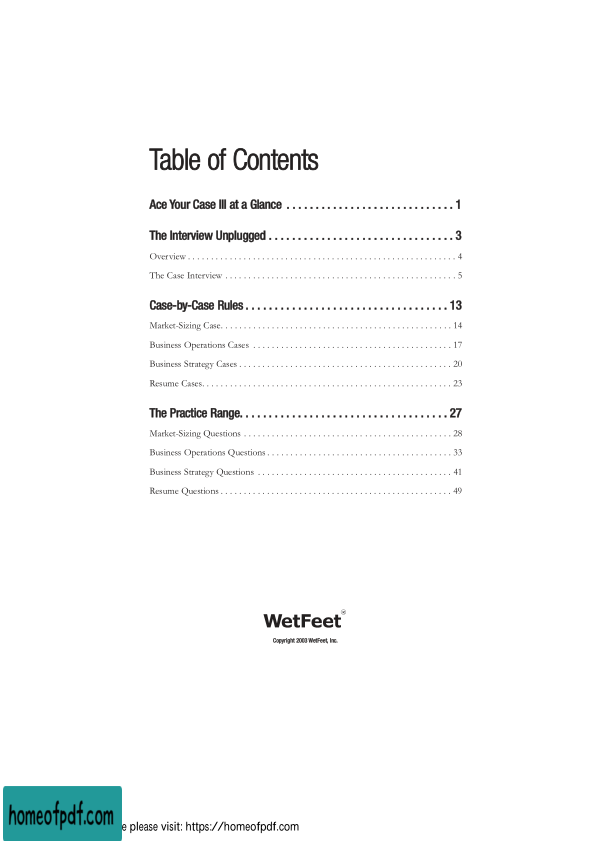 Table of Contents
Ace Your Case III at a Glance . . . . . . . . . . . . . . . . . . . . . . . . . . . . . 1
The Interview Unplugged . . . . . . . . . . . . . . . . . . . . . . . . . . . . . . . . 3
Overview . . . . . . . . . . . . . . . . . . . . . . . . . . . . . . . . . . . . . . . . . . . . . . . . . . . . . . . . . 4
The Case Interview . . . . . . . . . . . . . . . . . . . . . . . . . . . . . . . . . . . . . . . . . . . . . . . . . 5
Case-by-Case Rules . . . . . . . . . . . . . . . . . . . . . . . . . . . . . . . . . . . 13
Market-Sizing Case. . . . . . . . . . . . . . . . . . . . . . . . . . . . . . . . . . . . . . . . . . . . . . . . . 14
Business Operations Cases . . . . . . . . . . . . . . . . . . . . . . . . . . . . . . . . . . . . . . . . . . 17
Business Strategy Cases . . . . . . . . . . . . . . . . . . . . . . . . . . . . . . . . . . . . . . . . . . . . . 20
Resume Cases. . . . . . . . . . . . . . . . . . . . . . . . . . . . . . . . . . . . . . . . . . . . . . . . . . . . . 23
The Practice Range. . . . . . . . . . . . . . . . . . . . . . . . . . . . . . . . . . . . 27
Market-Sizing Questions . . . . . . . . . . . . . . . . . . . . . . . . . . . . . . . . . . . . . . . . . . . . 28
Business Operations Questions . . . . . . . . . . . . . . . . . . . . . . . . . . . . . . . . . . . . . . . 33
Business Strategy Questions . . . . . . . . . . . . . . . . . . . . . . . . . . . . . . . . . . . . . . . . . 41
Resume Questions . . . . . . . . . . . . . . . . . . . . . . . . . . . . . . . . . . . . . . . . . . . . . . . . . 49
WetFeet®
Copyright 2003 WetFeet, Inc.
homeofpdf.com
e please visit: https://homeofpdf.com